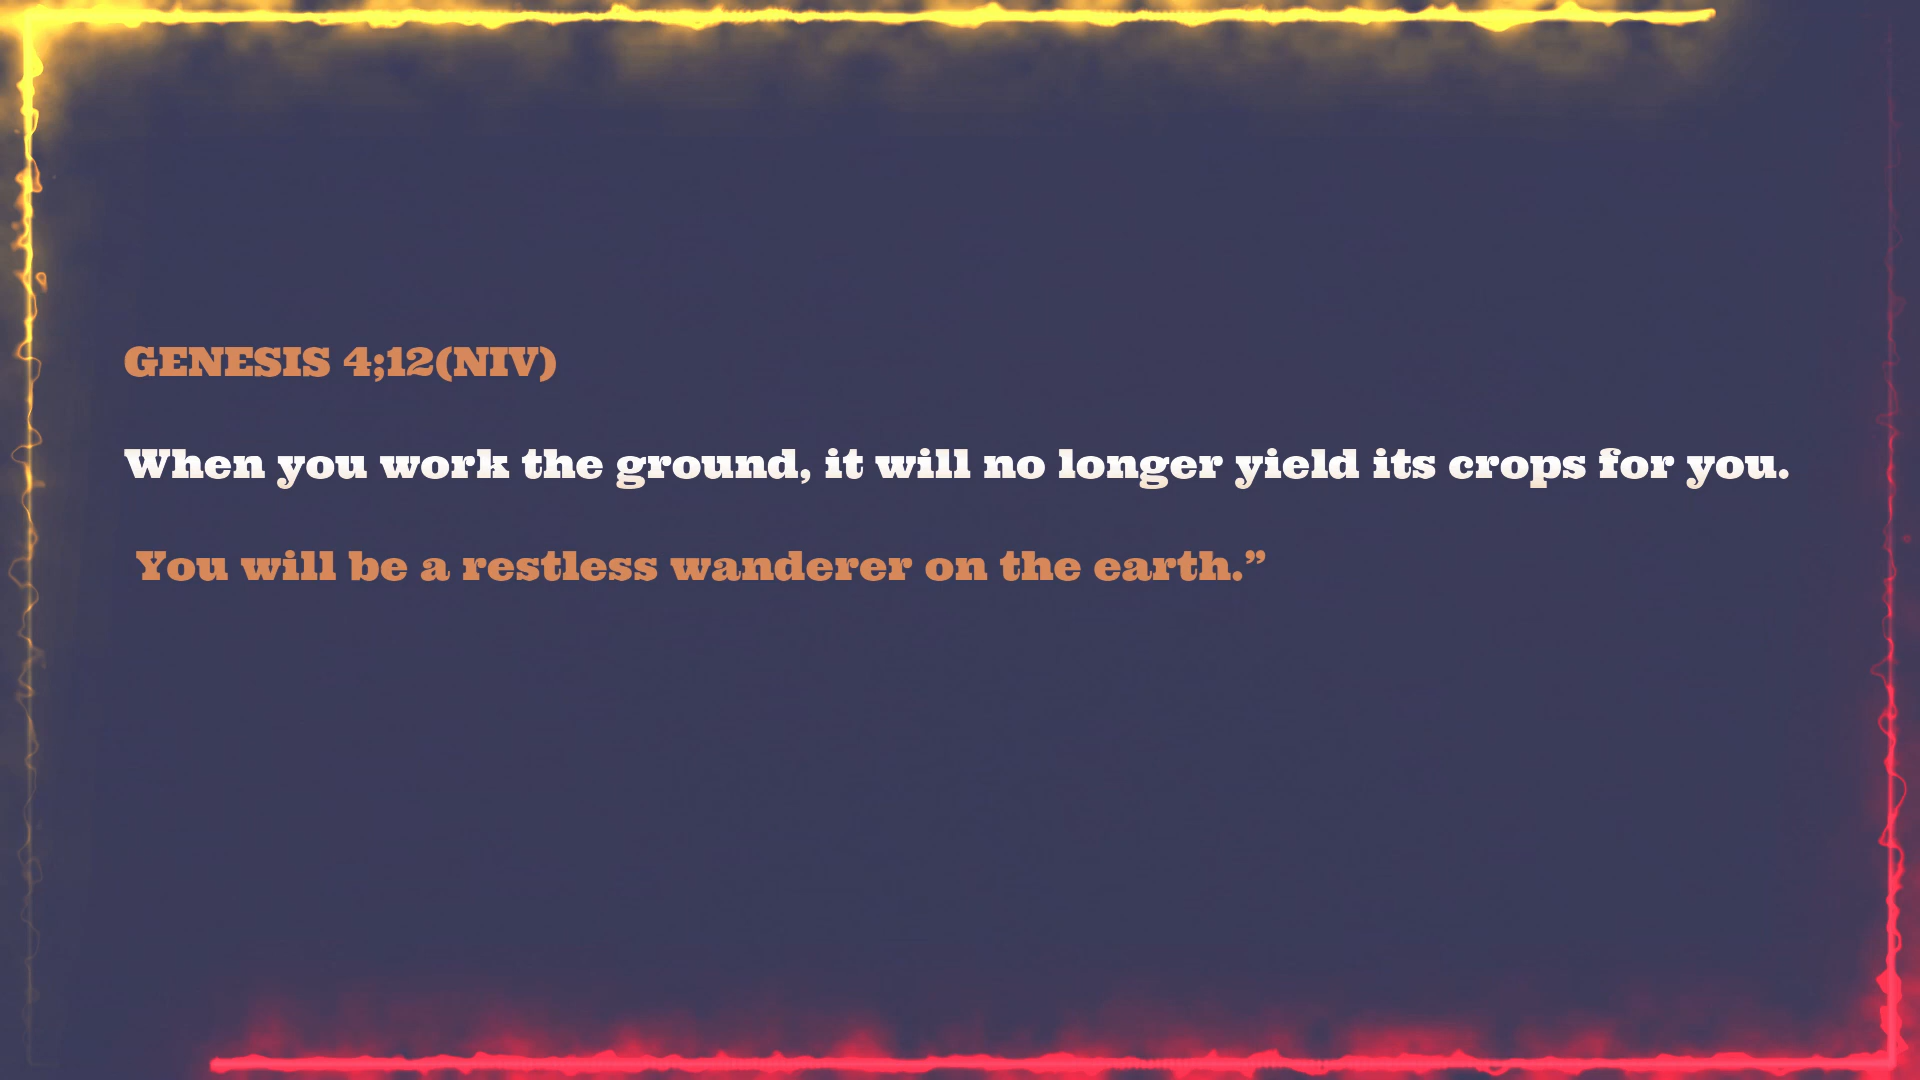 GENESIS 4;12(NIV)
When you work the ground, it will no longer yield its crops for you.
You will be a restless wanderer on the earth.”